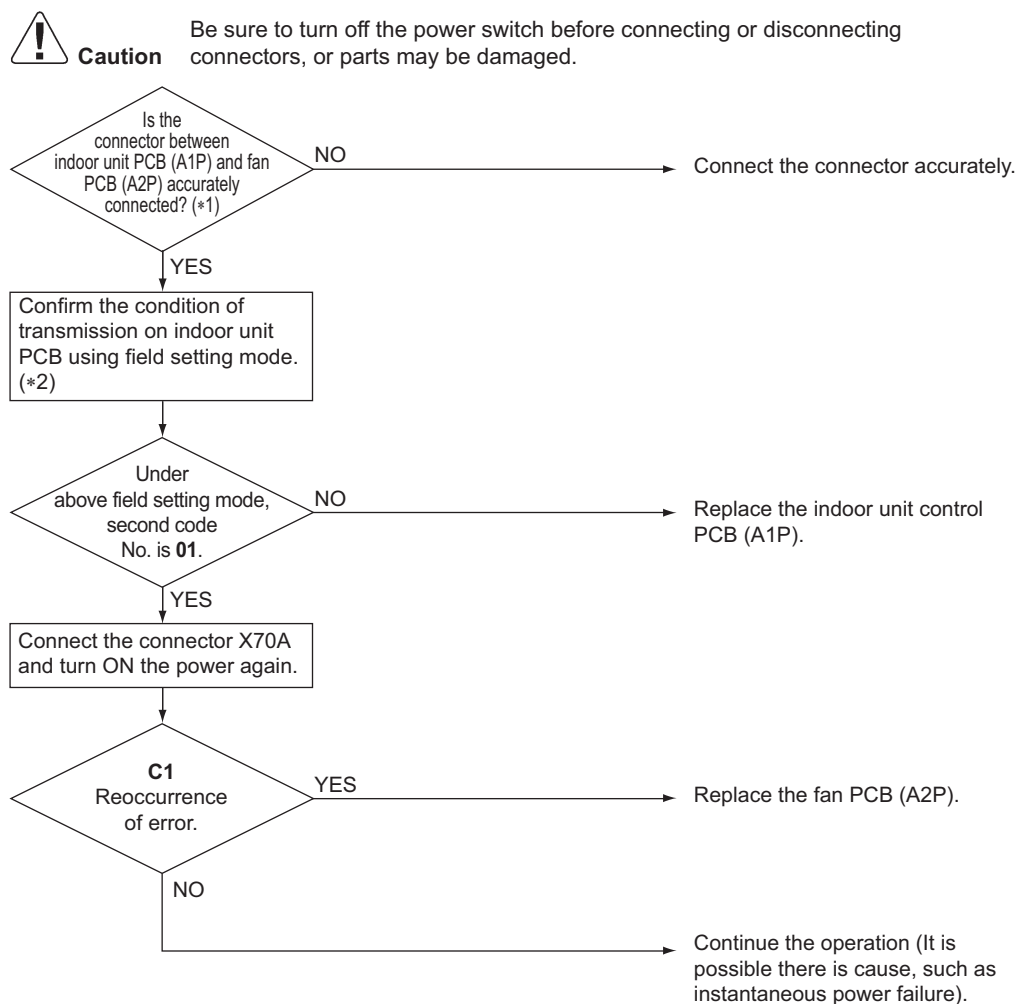 Be sure to turn off the power switch before connecting or disconnecting
Caution connectors, or parts may be damaged.
Is the
connector between
indoor unit PCB (A1P) and fan
PCB (A2P) accurately
connected? (*1)
NO
Connect the connector accurately.
YES
Confirm the condition of
transmission on indoor unit
PCB using field setting mode.
(*2)
Under
above field setting mode,
second code
No. is 01.
NO
Replace the indoor unit control
PCB (A1P).
YES
Connect the connector X70A
and turn ON the power again.
C1
Reoccurrence
of error.
YES
Replace the fan PCB (A2P).
NO
Continue the operation (It is
possible there is cause, such as
instantaneous power failure).